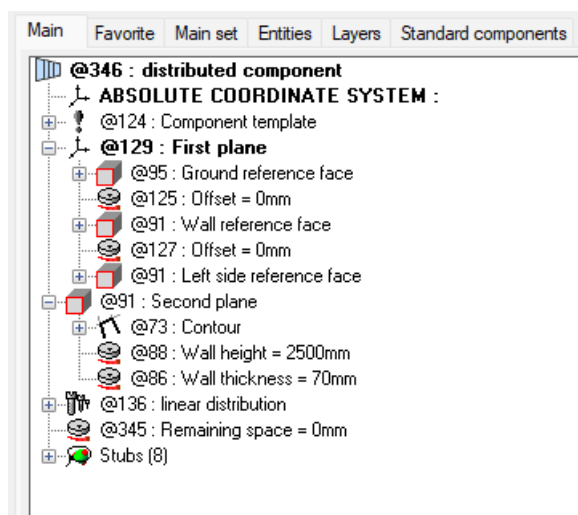 Main Favorite Main set Entities Layers Standard components
@346 : distributed component
ABSOLUTE COORDINATE SYSTEM :
@124 : Component template
@129 : First plane
@95 : Ground reference face
@125 : Offset = 0mm
@91 : Wall reference face
@127 : Offset = 0mm
@91 : Left side reference face
@91 : Second plane
@73 : Contour
@88 : Wall height = 2500mm
@86 : Wall thickness = 70mm
@136 : linear distribution
@345 : Remaining space = 0mm
Stubs (8)